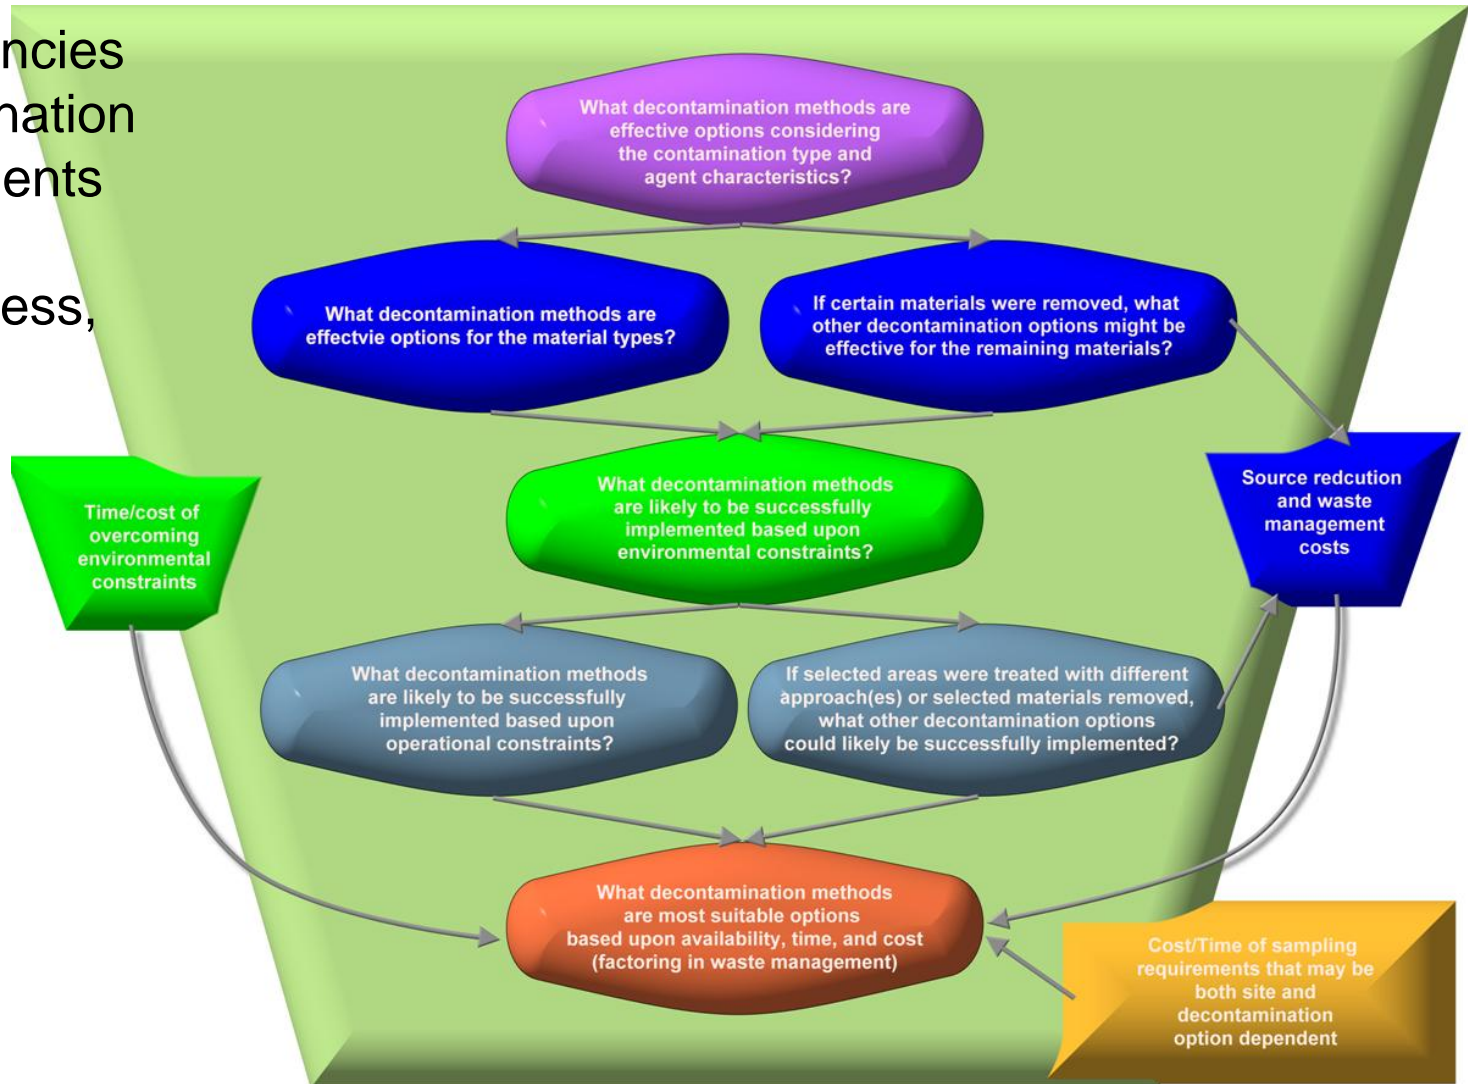 ncies
nation
ents
ess,
What decontamination methods are
effective options considering
the contamination type and
agent characteristics?
What decontamination methods are
effectvie options for the material types?
If certain materials were removed, what
other decontamination options might be
effective for the remaining materials?
What decontamination methods
are likely to be successfully
implemented based upon
environmental constraints?
Time/cost of
overcoming
environmental
constraints
Source redcution
and waste
management
costs
What decontamination methods
are likely to be successfully
implemented based upon
operational constraints?
If selected areas were treated with different
approach(es) or selected materials removed,
what other decontamination options
could likely be successfully implemented?
What decontamination methods
are most suitable options
based upon availability, time, and cost
(factoring in waste management)
Cost/Time of sampling
requirements that may be
both site and
decontamination
option dependent